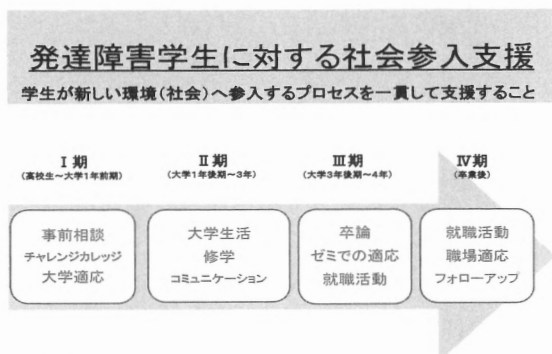 発達障害学生に対する社会参入支援
学生が新しい環境(社会)へ参入するプロセスを一貫して支援すること
Ⅰ期
(高校生~大学1年前期)
Ⅱ期
(大学1年後期~3年)
Ⅲ期
(大学3年後期~4年)
Ⅳ期
(卒業後)
事前相談
チャレンジカレッジ
大学適応
大学生活
修学
コミュニケーション
卒論
ゼミでの適応
就職活動
就職活動
職場適応
フォローアップ